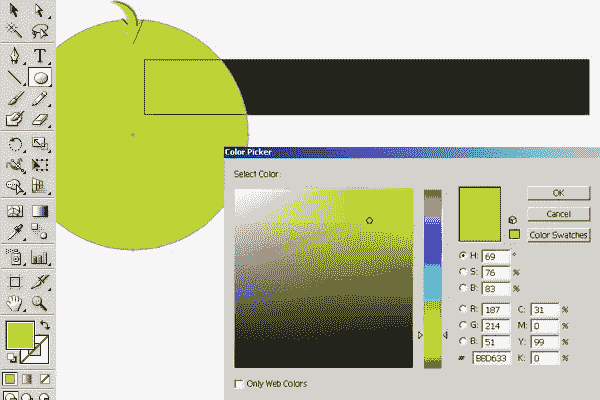 T
Color Picker
Select Color:
OK
Cancel
Color Swatches
H: 69 °
S: 76 %
B: 83 %
R: 187 C: 31 %
G: 214 M: 0 %
B: 51 Y: 99 %
# BBD633 K: 0 %
Only Web Colors